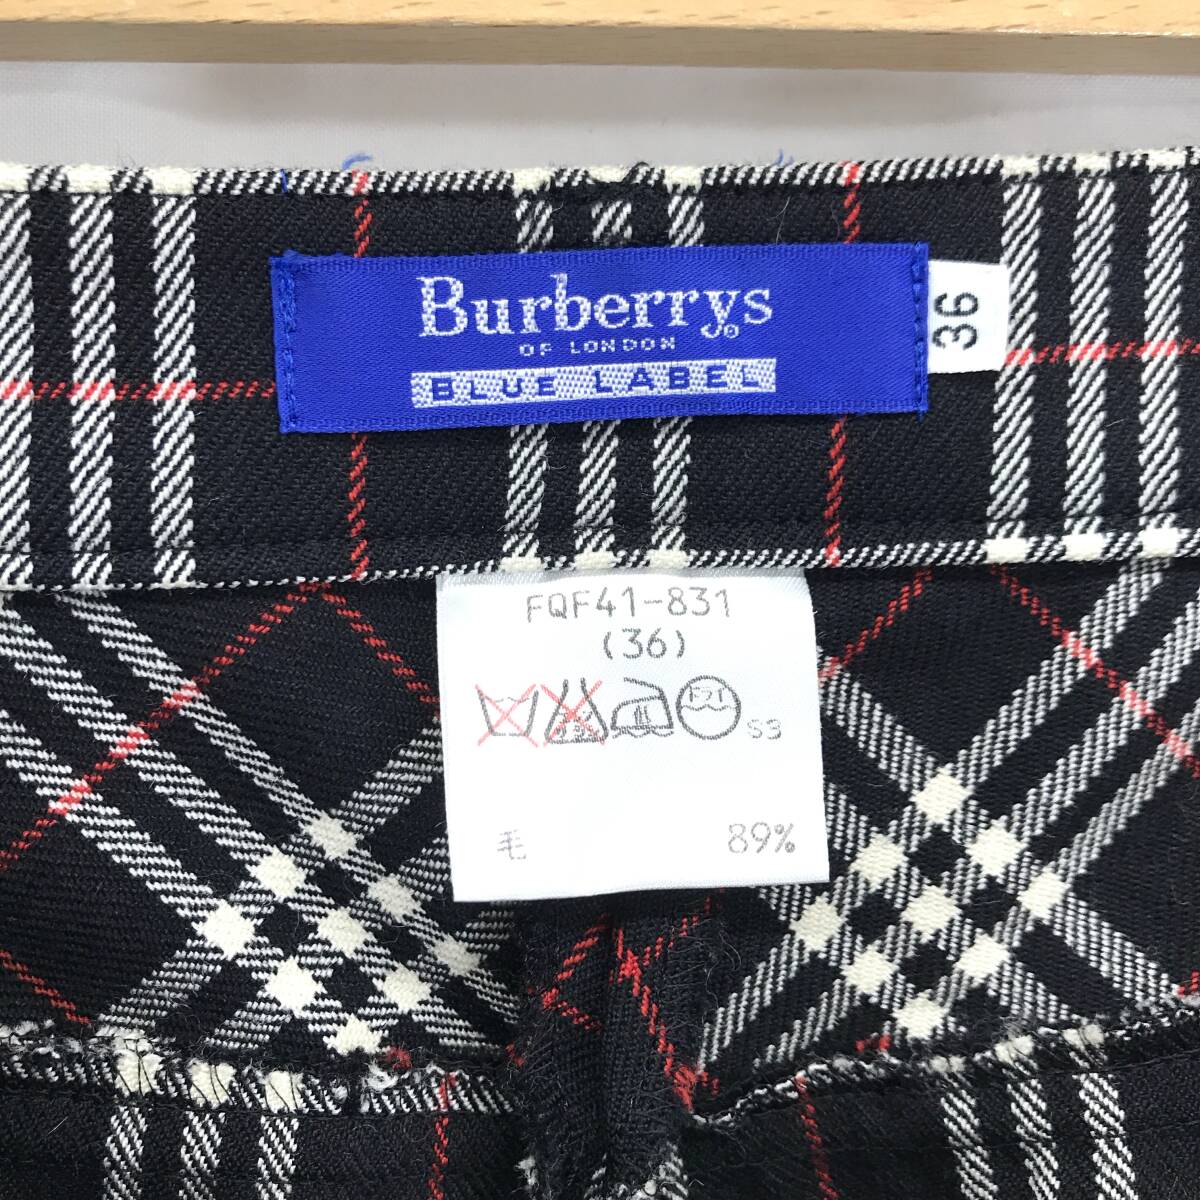 Burberrys®
OF LONDON
BLUE LABEL
36
FQF41-831
(36)
ドライ
S3
毛 89%